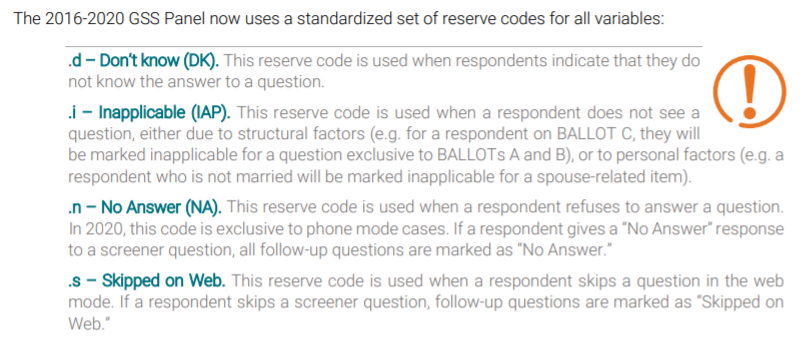 The 2016-2020 GSS Panel now uses a standardized set of reserve codes for all variables:
.d – Don’t know (DK). This reserve code is used when respondents indicate that they do
not know the answer to a question.
.i – Inapplicable (IAP). This reserve code is used when a respondent does not see a
question, either due to structural factors (e.g. for a respondent on BALLOT C, they will
be marked inapplicable for a question exclusive to BALLOTs A and B), or to personal factors (e.g. a
respondent who is not married will be marked inapplicable for a spouse-related item).
.n – No Answer (NA). This reserve code is used when a respondent refuses to answer a question.
In 2020, this code is exclusive to phone mode cases. If a respondent gives a “No Answer” response
to a screener question, all follow-up questions are marked as “No Answer.”
.s – Skipped on Web. This reserve code is used when a respondent skips a question in the web
mode. If a respondent skips a screener question, follow-up questions are marked as “Skipped on
Web.”